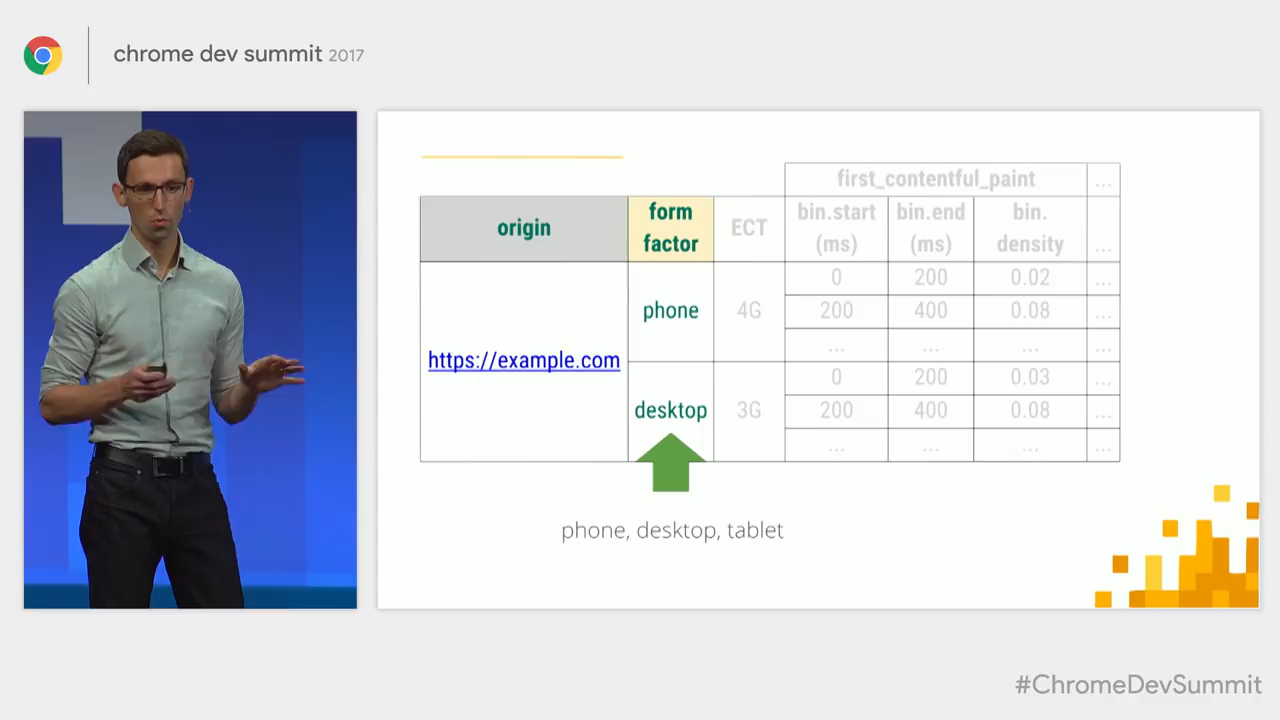 chrome dev summit 2017
first_contentful_paint ...
origin form factor ECT bin.start (ms) bin.end (ms) bin. density ...
https://example.com
phone 4G
0 200 0.02 ...
200 400 0.08 ...
... ... ... ...
desktop 3G
0 200 0.03 ...
200 400 0.08 ...
... ... ... ...
phone, desktop, tablet
#ChromeDevSummit